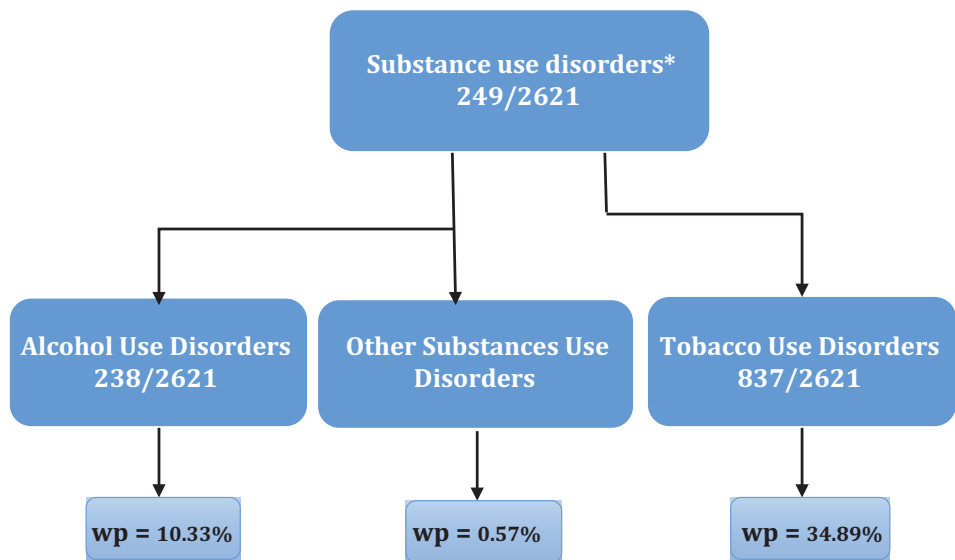 Substance use disorders*
249/2621
Alcohol Use Disorders
238/2621
Other Substances Use
Disorders
Tobacco Use Disorders
837/2621
wp = 10.33%
wp = 0.57%
wp = 34.89%